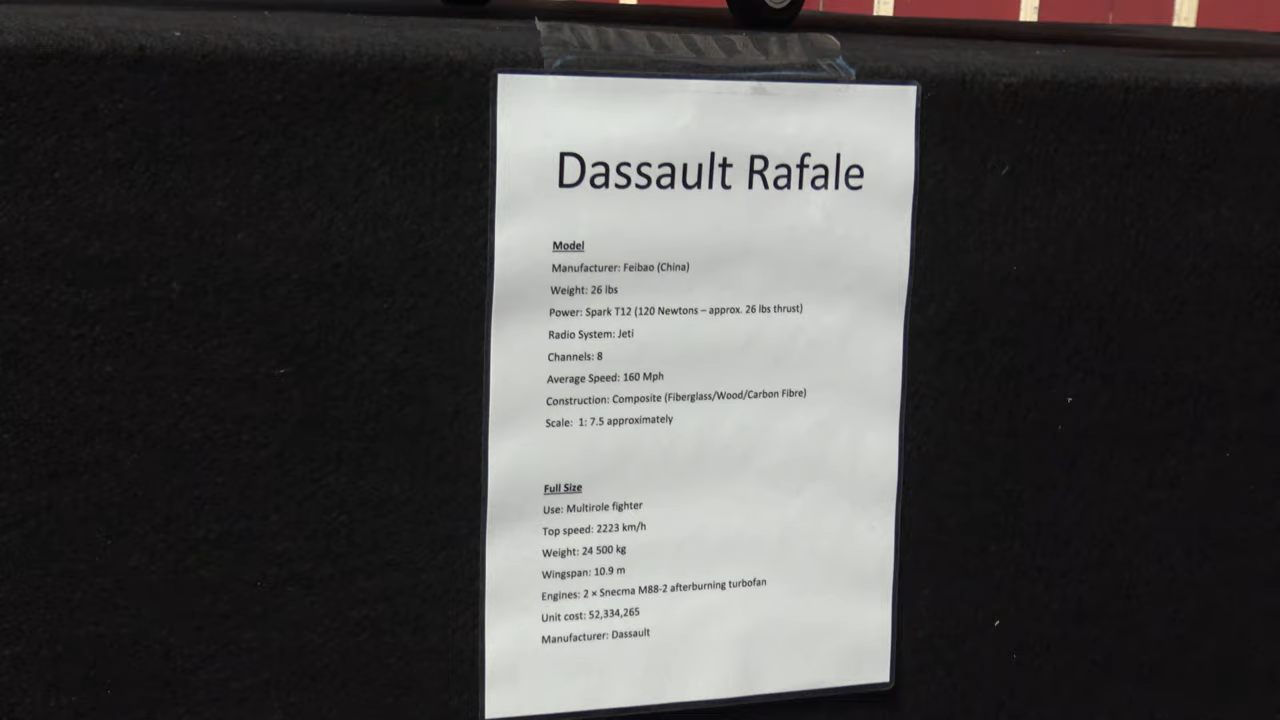 Dassault Rafale
Model
Manufacturer: Feibao (China)
Weight: 26 lbs
Power: Spark T12 (120 Newtons – approx. 26 lbs thrust)
Radio System: Jeti
Channels: 8
Average Speed: 160 Mph
Construction: Composite (Fiberglass/Wood/Carbon Fibre)
Scale:  1: 7.5 approximately
Full Size
Use: Multirole fighter
Top speed: 2223 km/h
Weight: 24 500 kg
Wingspan: 10.9 m
Engines: 2 × Snecma M88-2 afterburning turbofan
Unit cost: 52,334,265
Manufacturer: Dassault